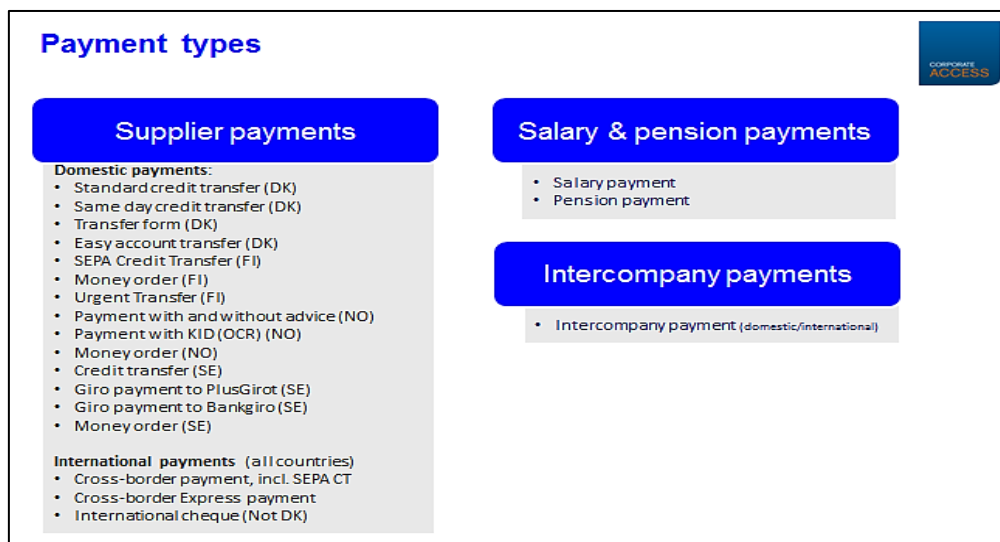 Payment types
CORPORATE
ACCESS
Supplier payments
Domestic payments:
• Standard credit transfer (DK)
• Same day credit transfer (DK)
• Transfer form (DK)
• Easy account transfer (DK)
• SEPA Credit Transfer (FI)
• Money order (FI)
• Urgent Transfer (FI)
• Payment with and without advice (NO)
• Payment with KID (OCR) (NO)
• Money order (NO)
• Credit transfer (SE)
• Giro payment to PlusGirot (SE)
• Giro payment to Bankgiro (SE)
• Money order (SE)
International payments (all countries)
• Cross-border payment, incl. SEPA CT
• Cross-border Express payment
• International cheque (Not DK)
Salary & pension payments
• Salary payment
• Pension payment
Intercompany payments
• Intercompany payment (domestic/international)